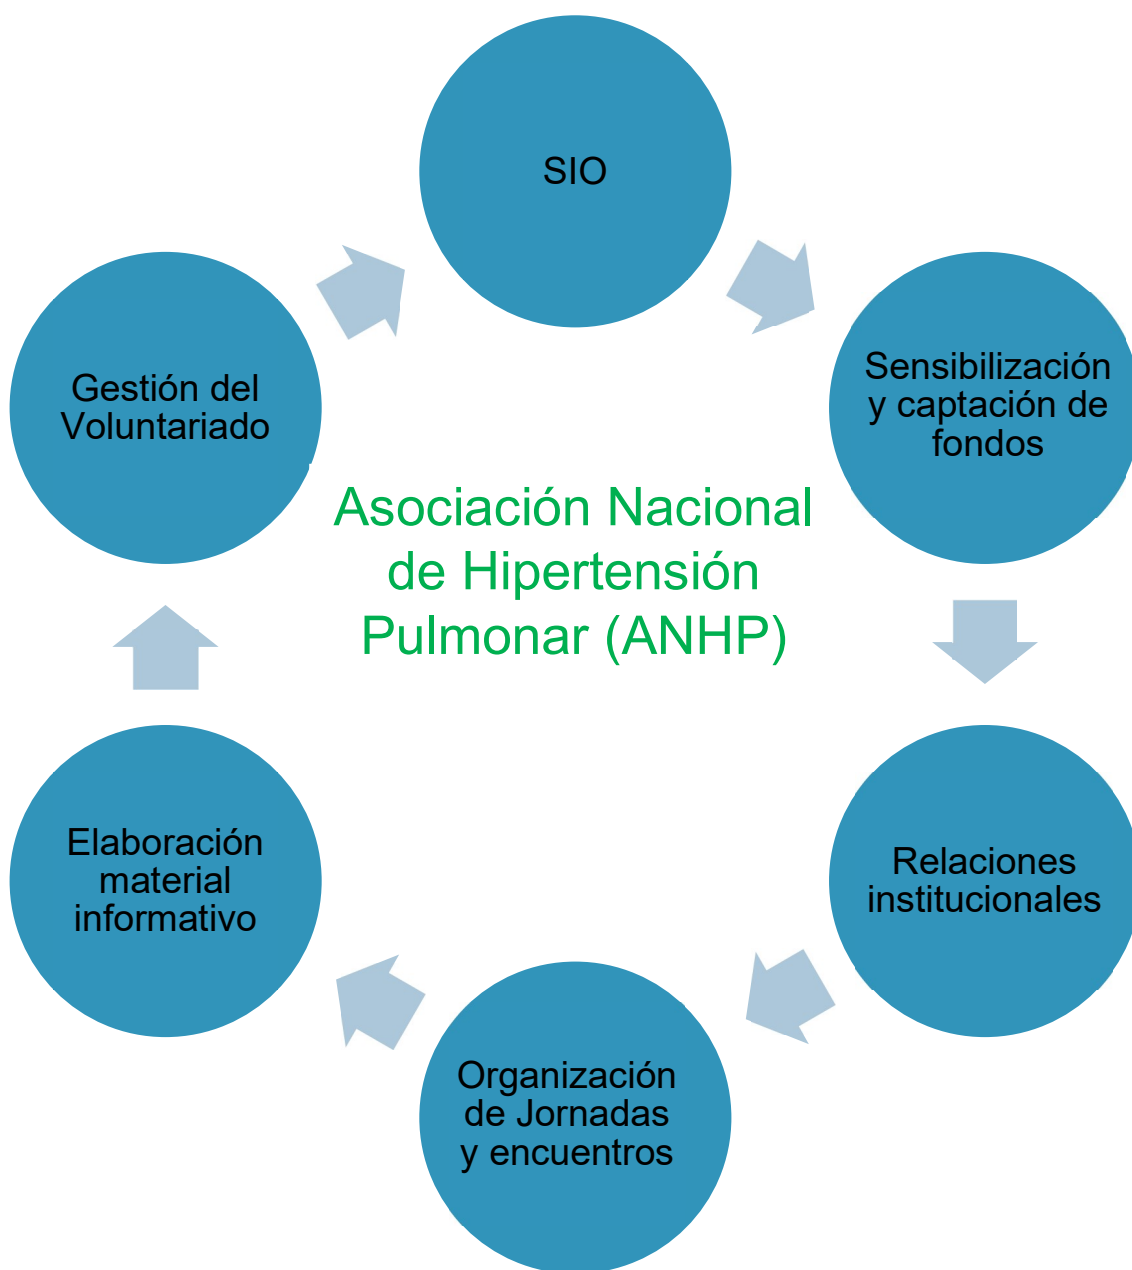 SIO
Sensibilización
y captación de
fondos
Relaciones
institucionales
Organización
de Jornadas
y encuentros
Elaboración
material
informativo
Gestión del
Voluntariado
Asociación Nacional
de Hipertensión
Pulmonar (ANHP)